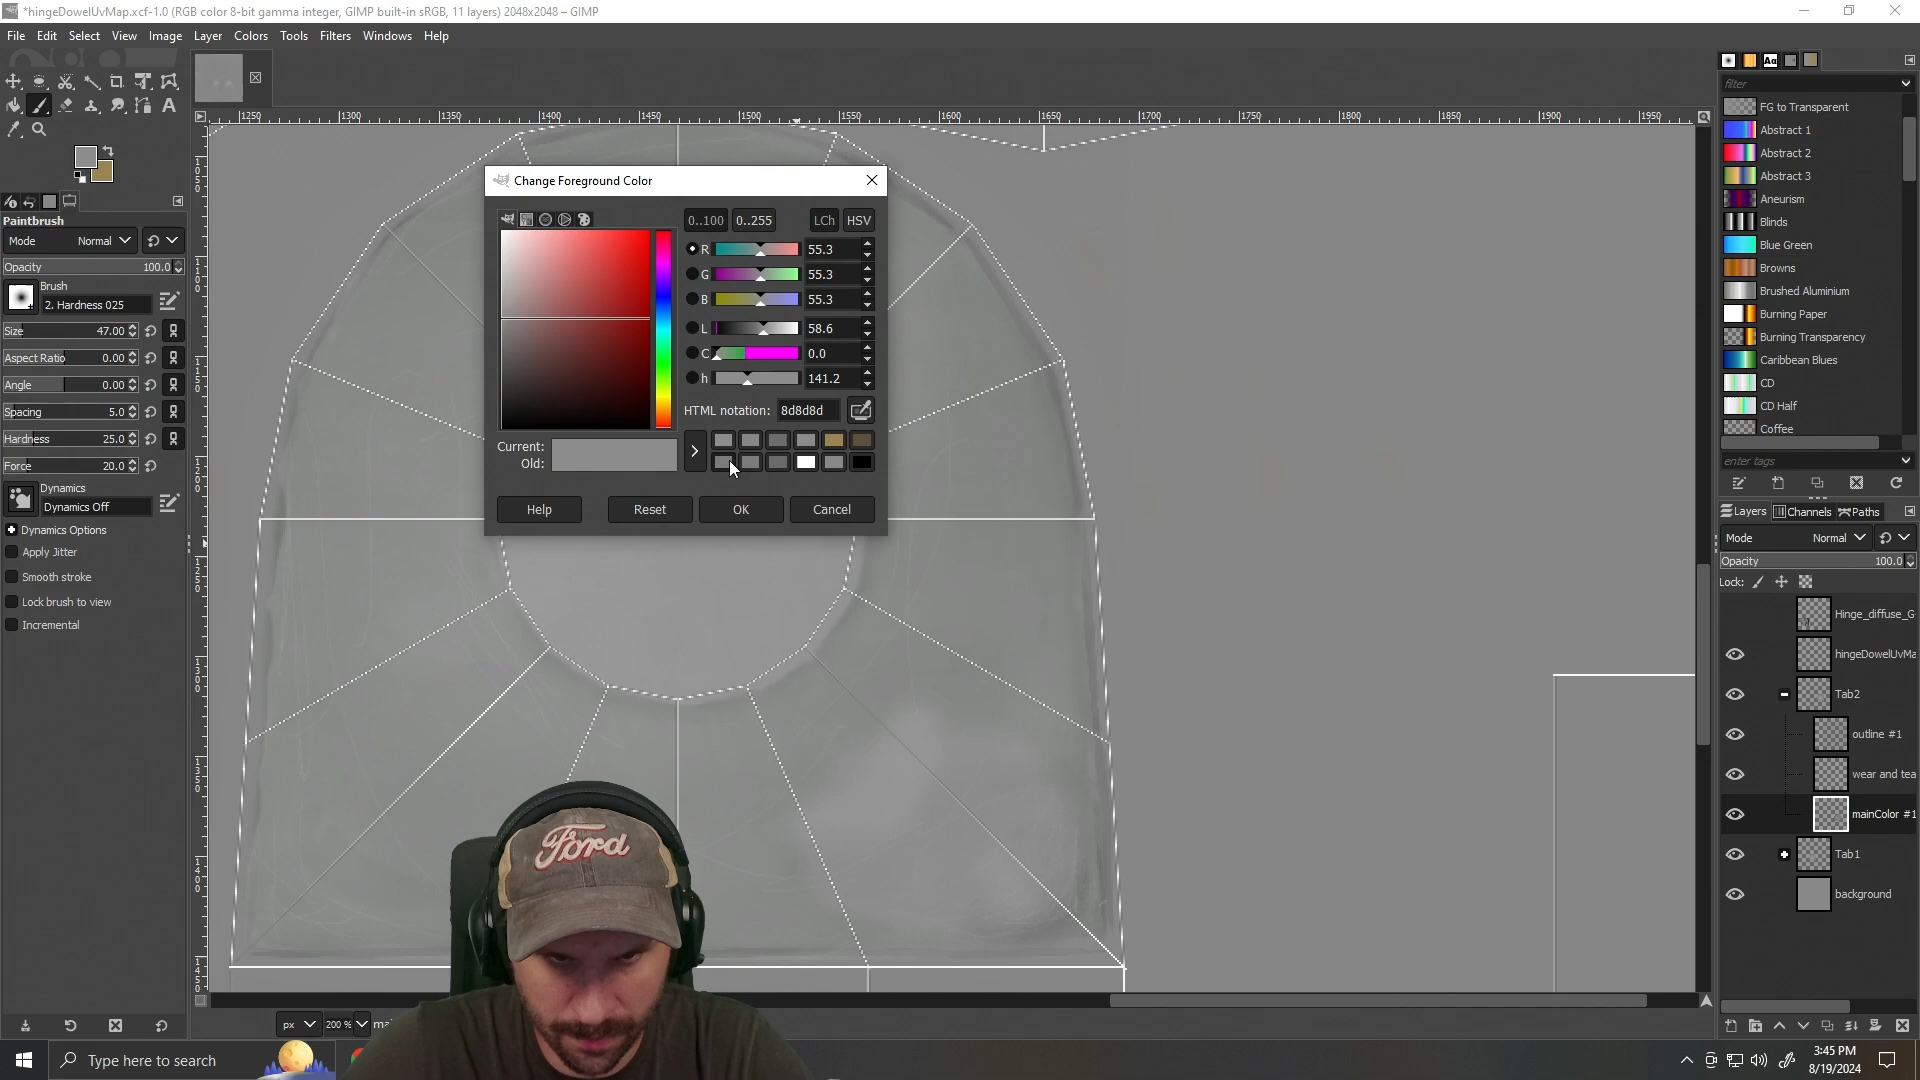 *hingeDowelUvMap.xcf-1.0 (RGB color 8-bit gamma integer, GIMP built-in sRGB, 11 layers) 2048x2048 – GIMP
File Edit Select View Image Layer Colors Tools Filters Windows Help
1250 1300 1350 1400 1450 1500 1550 1600 1650 1700 1750 1800 1850 1900 1950
Paintbrush
Mode Normal
Opacity 100.0
Brush
2. Hardness 025
Size 47.00
Aspect Ratio 0.00
Angle 0.00
Spacing 5.0
Hardness 25.0
Force 20.0
Dynamics
Dynamics Off
Dynamics Options
Apply Jitter
Smooth stroke
Lock brush to view
Incremental
Change Foreground Color
0..100 0..255 LCh HSV
R 55.3
G 55.3
B 55.3
L 58.6
C 0.0
h 141.2
HTML notation: 8d8d8d
Current:
Old:
Help Reset OK Cancel
Ford
px 200 %
filter
FG to Transparent
Abstract 1
Abstract 2
Abstract 3
Aneurism
Blinds
Blue Green
Browns
Brushed Aluminium
Burning Paper
Burning Transparency
Caribbean Blues
CD
CD Half
Coffee
enter tags
Layers Channels Paths
Mode Normal
Opacity 100.0
Lock:
Hinge_diffuse_G
hingeDowelUvMa
Tab2
outline #1
wear and tea
mainColor #1
Tab1
background
Type here to search
3:45 PM
8/19/2024